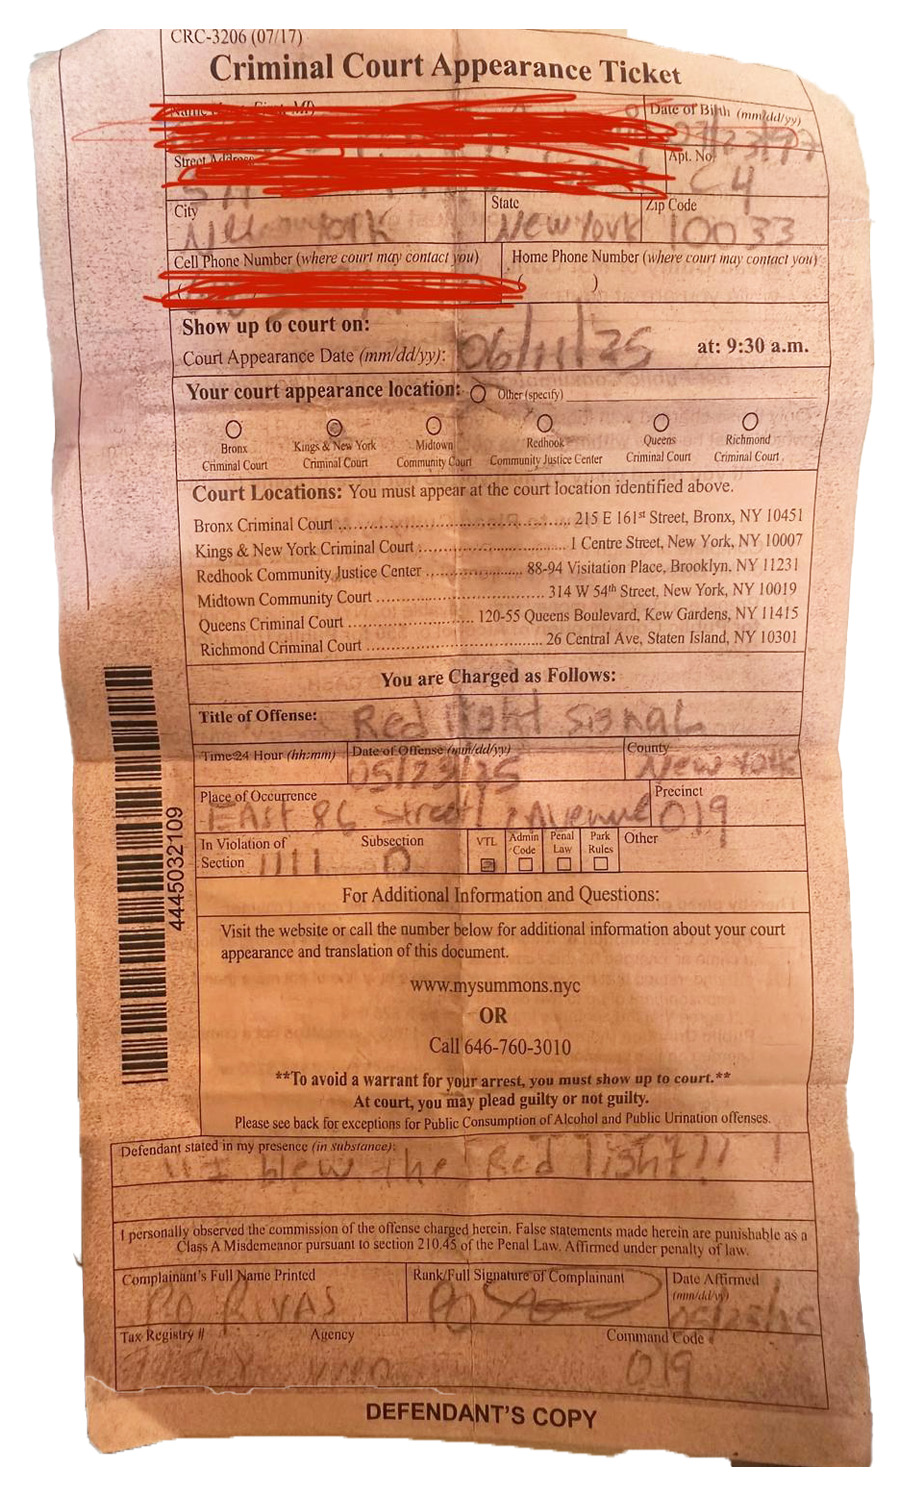 CRC-3206 (07/17)
Criminal Court Appearance Ticket
Date of Birth (mm/dd/yy)
Street Address
Apt. No.
C4
City State Zip Code
New York New York 10033
Cell Phone Number (where court may contact you) Home Phone Number (where court may contact you)
( )
Show up to court on:
Court Appearance Date (mm/dd/yy): 06/11/25 at: 9:30 a.m.
Your court appearance location: Other (specify)
Bronx Criminal Court
Kings & New York Criminal Court
Midtown Community Court
Redhook Community Justice Center
Queens Criminal Court
Richmond Criminal Court
Court Locations: You must appear at the court location identified above.
Bronx Criminal Court ........ 215 E 161st Street, Bronx, NY 10451
Kings & New York Criminal Court ........ 1 Centre Street, New York, NY 10007
Redhook Community Justice Center ........ 88-94 Visitation Place, Brooklyn, NY 11231
Midtown Community Court ........ 314 W 54th Street, New York, NY 10019
Queens Criminal Court ........ 120-55 Queens Boulevard, Kew Gardens, NY 11415
Richmond Criminal Court ........ 26 Central Ave, Staten Island, NY 10301
You are Charged as Follows:
Title of Offense: Red light Signal
Time 24 Hour (hh:mm) Date of Offense (mm/dd/yy) County
05/23/25 New York
Place of Occurrence Precinct
East 86 Street/ Avenue 019
In Violation of Section 1111 Subsection D VTL Admin Code Penal Law Park Rules Other
4445032109
For Additional Information and Questions:
Visit the website or call the number below for additional information about your court
appearance and translation of this document.
www.mysummons.nyc
OR
Call 646-760-3010
**To avoid a warrant for your arrest, you must show up to court.**
At court, you may plead guilty or not guilty.
Please see back for exceptions for Public Consumption of Alcohol and Public Urination offenses.
Defendant stated in my presence (in substance):
"I blew the Red light"
I personally observed the commission of the offense charged herein. False statements made herein are punishable as a
Class A Misdemeanor pursuant to section 210.45 of the Penal Law. Affirmed under penalty of law.
Complainant's Full Name Printed Rank/Full Signature of Complainant Date Affirmed (mm/dd/yy)
PO RIVAS PO 05/23/25
Tax Registry # Agency Command Code
019
DEFENDANT'S COPY